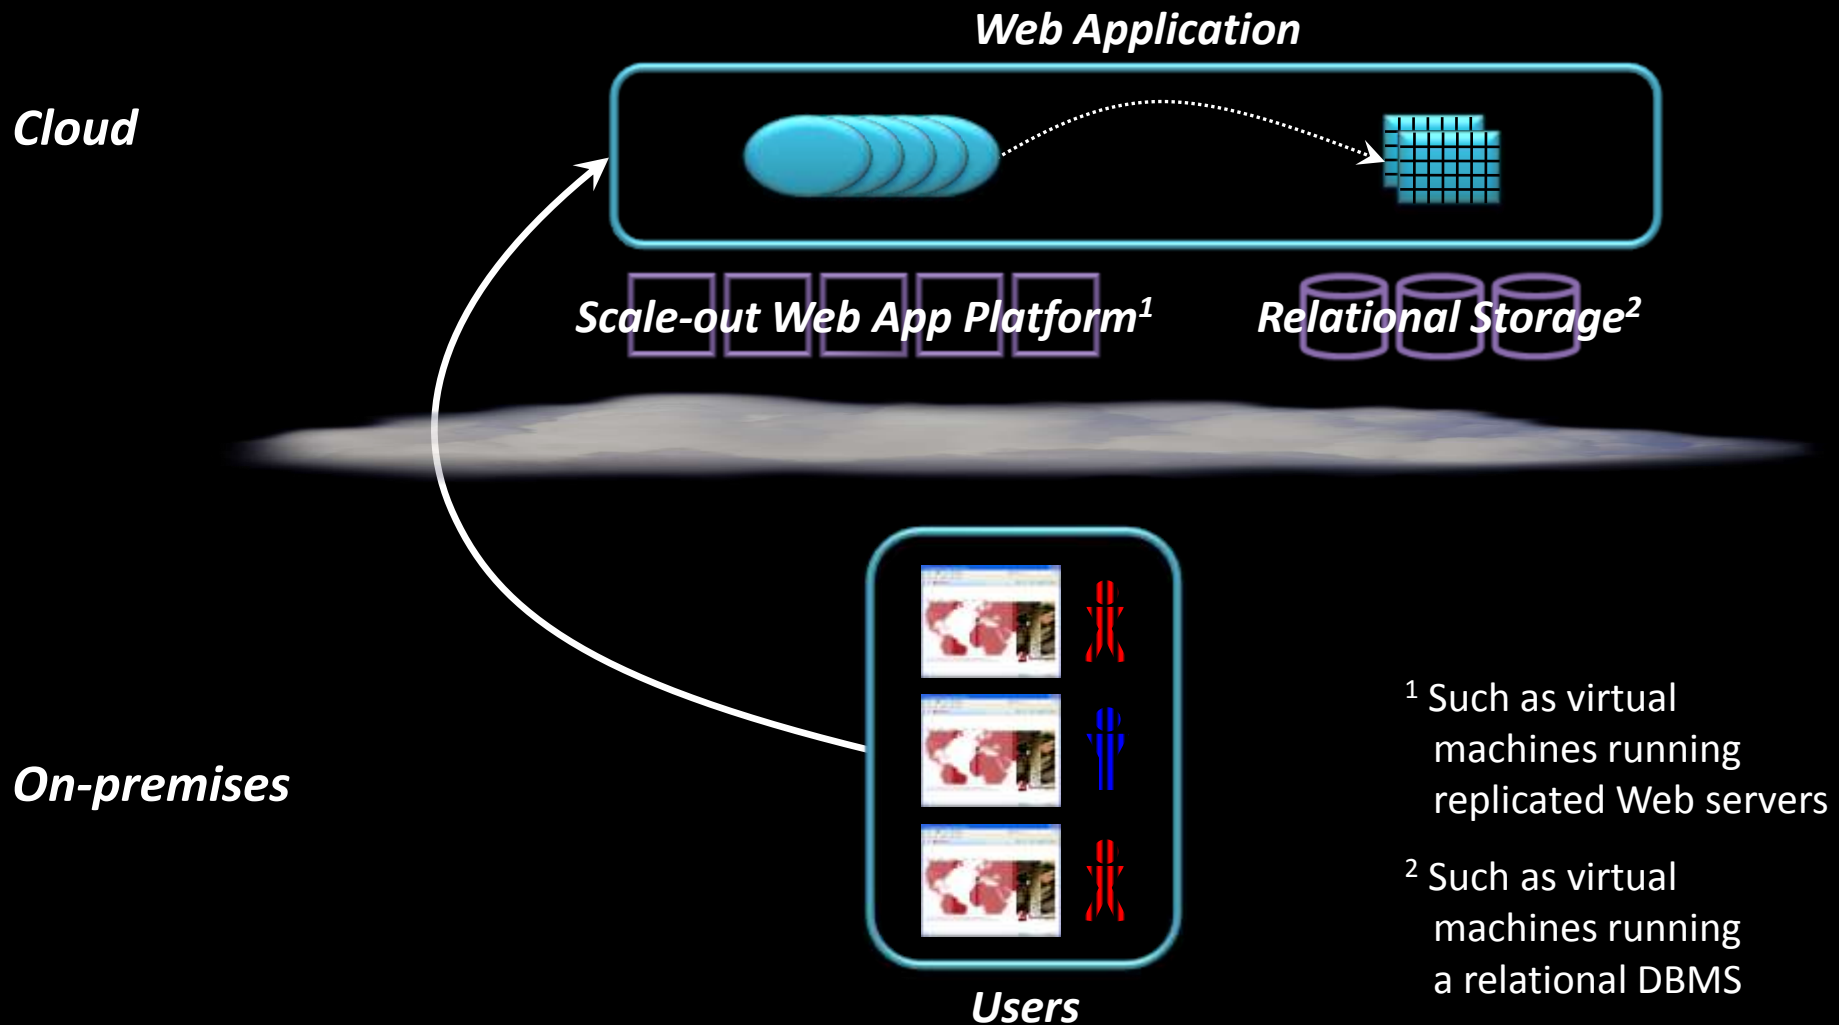 Web Application
Cloud
Scale-out Web App Platform¹
Relational Storage²
¹ Such as virtual
machines running
replicated Web servers
On-premises
² Such as virtual
machines running
a relational DBMS
Users